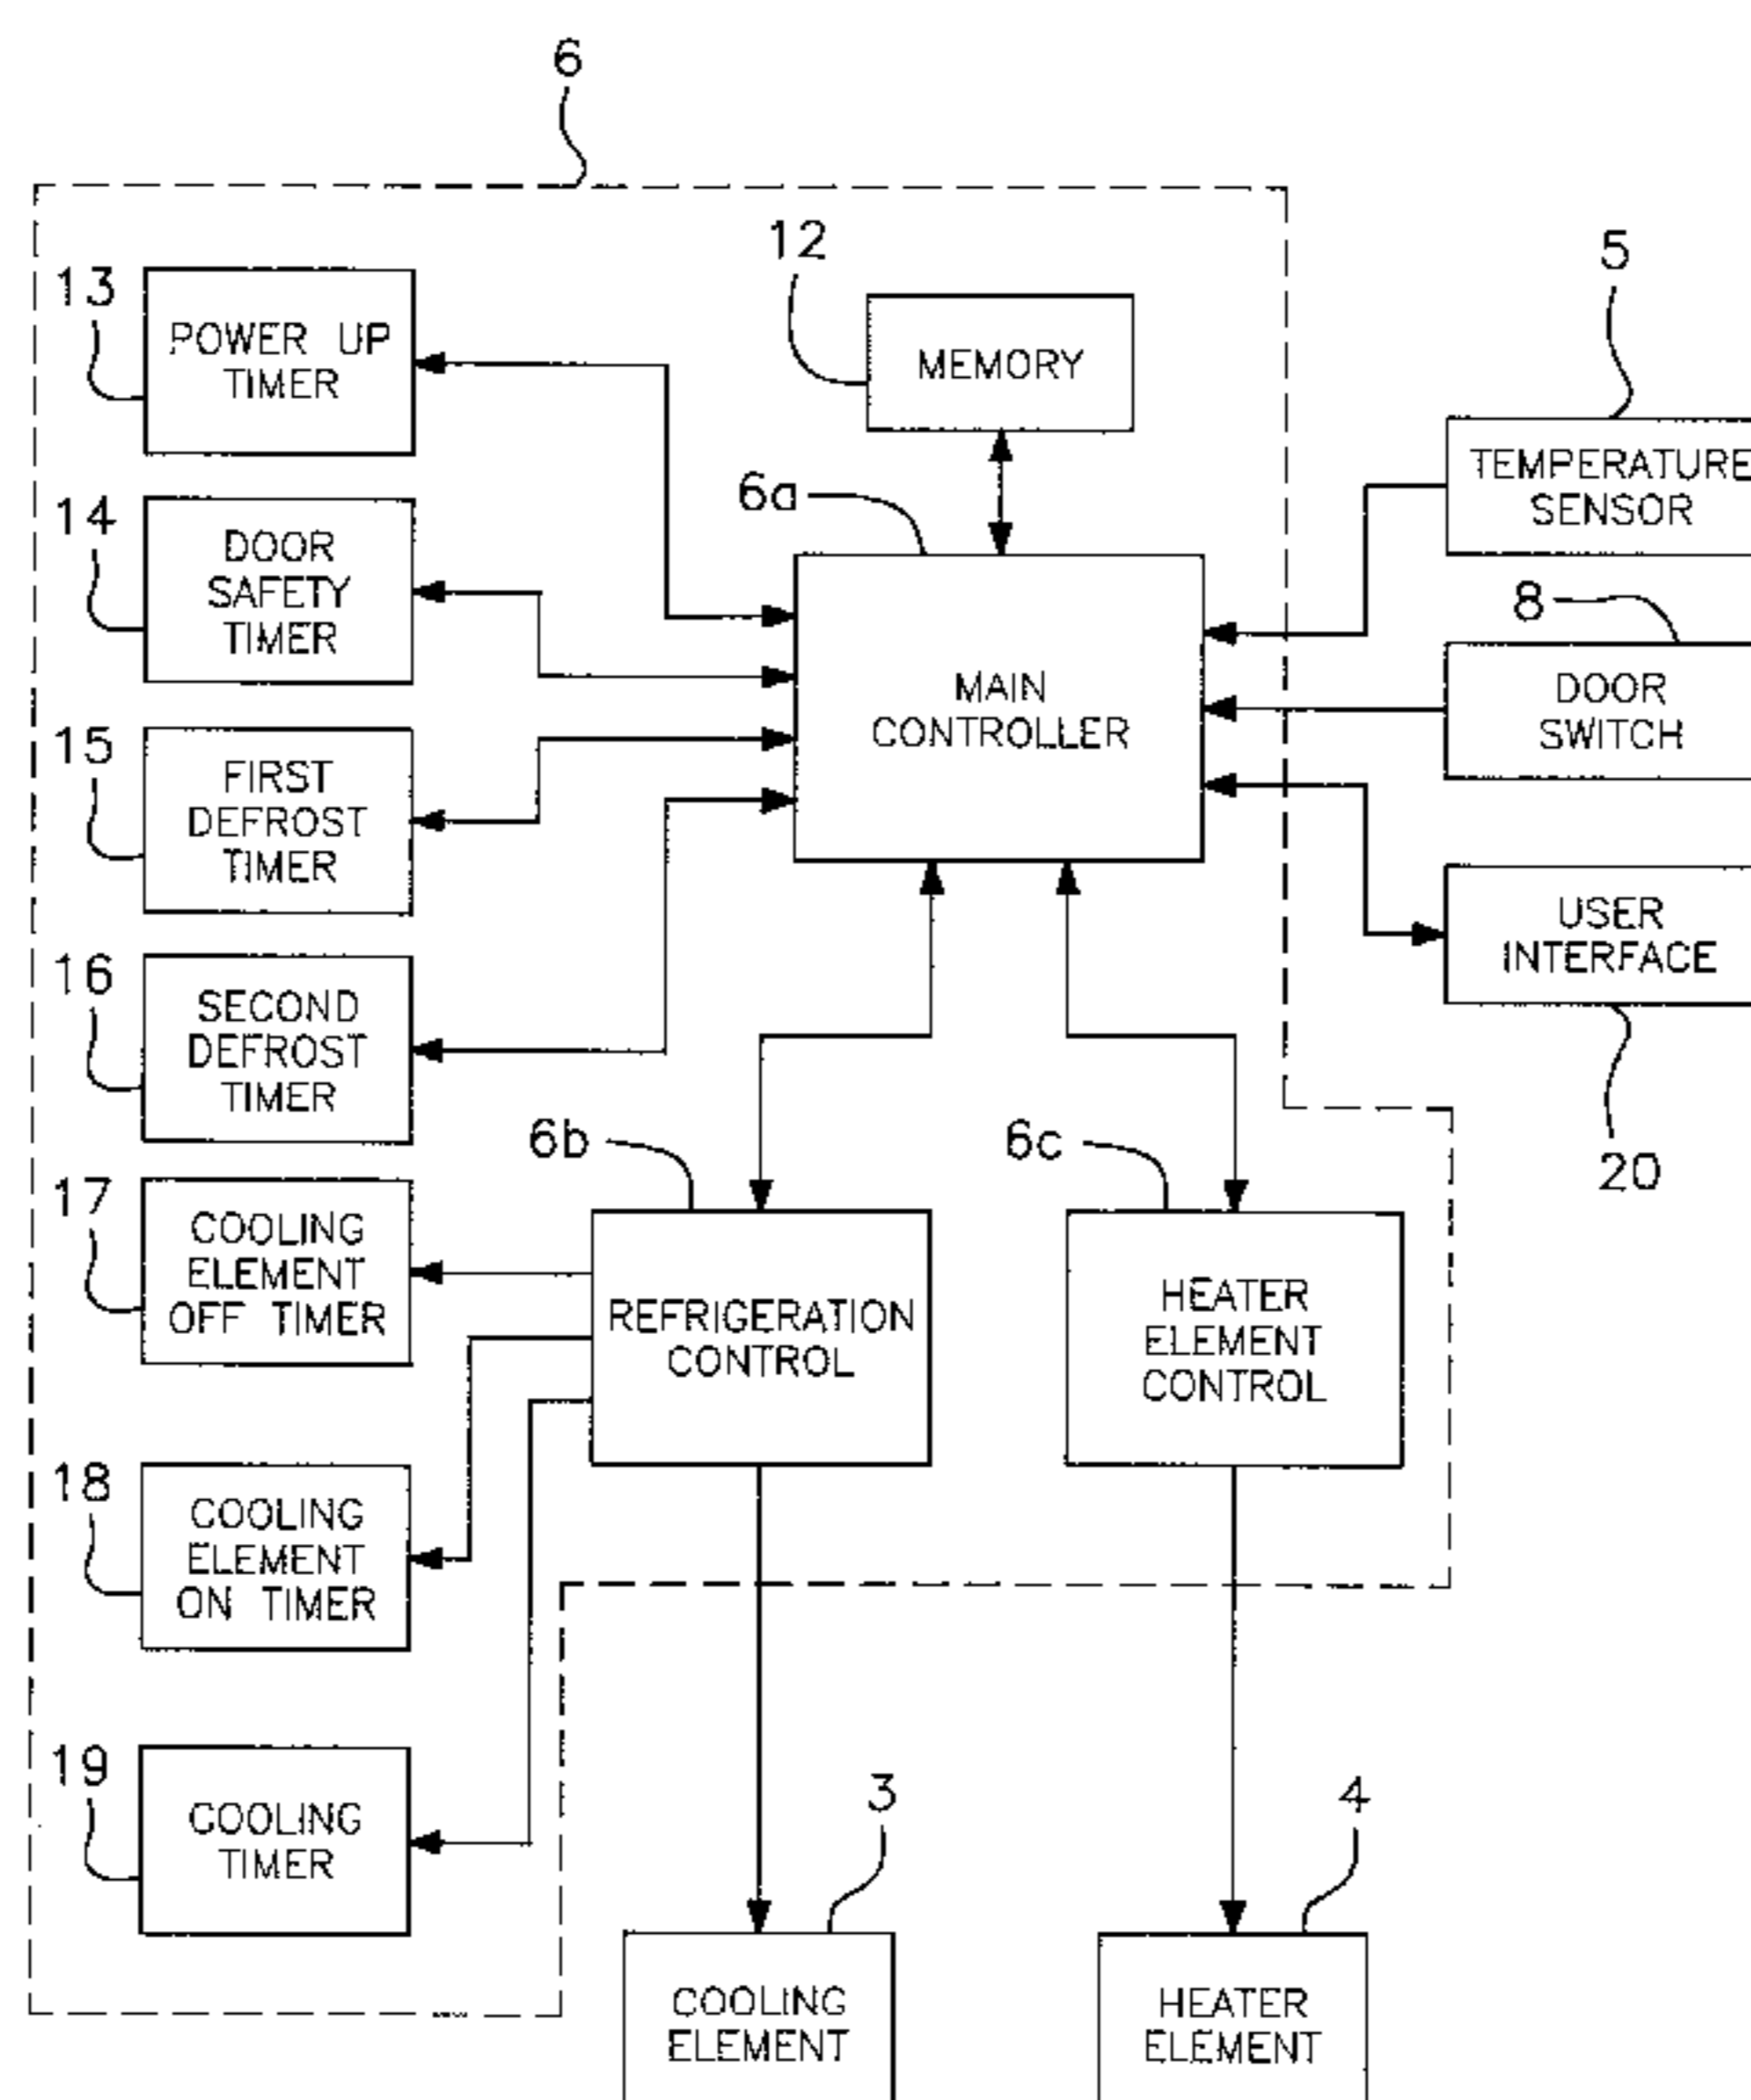 6
12
13
POWER UP
TIMER
MEMORY
5
TEMPERATURE
SENSOR
14
DOOR
SAFETY
TIMER
6a
MAIN
CONTROLLER
8
DOOR
SWITCH
15
FIRST
DEFROST
TIMER
USER
INTERFACE
20
16
SECOND
DEFROST
TIMER
6b
6c
17
COOLING
ELEMENT
OFF TIMER
REFRIGERATION
CONTROL
HEATER
ELEMENT
CONTROL
18
COOLING
ELEMENT
ON TIMER
19
COOLING
TIMER
3
4
COOLING
ELEMENT
HEATER
ELEMENT